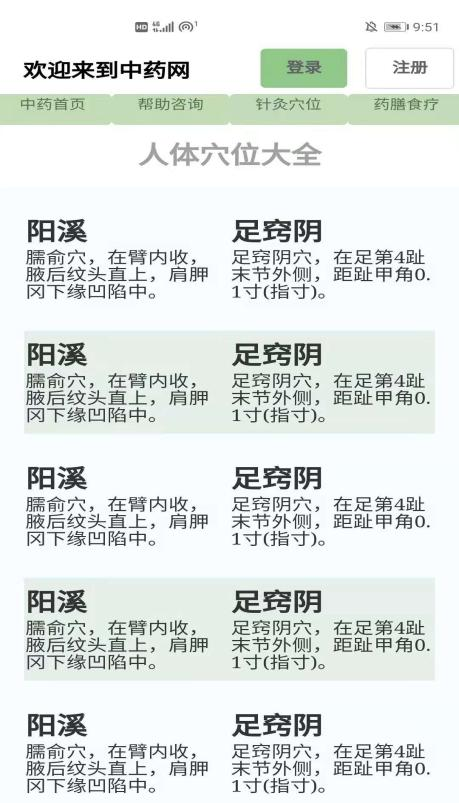 HD 4G 1 9:51
欢迎来到中药网 登录 注册
中药首页 帮助咨询 针灸穴位 药膳食疗
人体穴位大全
阳溪 足窍阴
臑俞穴，在臂内收， 足窍阴穴，在足第4趾
腋后纹头直上，肩胛 末节外侧，距趾甲角0.
冈下缘凹陷中。 1寸(指寸)。
阳溪 足窍阴
臑俞穴，在臂内收， 足窍阴穴，在足第4趾
腋后纹头直上，肩胛 末节外侧，距趾甲角0.
冈下缘凹陷中。 1寸(指寸)。
阳溪 足窍阴
臑俞穴，在臂内收， 足窍阴穴，在足第4趾
腋后纹头直上，肩胛 末节外侧，距趾甲角0.
冈下缘凹陷中。 1寸(指寸)。
阳溪 足窍阴
臑俞穴，在臂内收， 足窍阴穴，在足第4趾
腋后纹头直上，肩胛 末节外侧，距趾甲角0.
冈下缘凹陷中。 1寸(指寸)。
阳溪 足窍阴
臑俞穴，在臂内收， 足窍阴穴，在足第4趾
腋后纹头直上，肩胛 末节外侧，距趾甲角0.
冈下缘凹陷中。 1寸(指寸)。